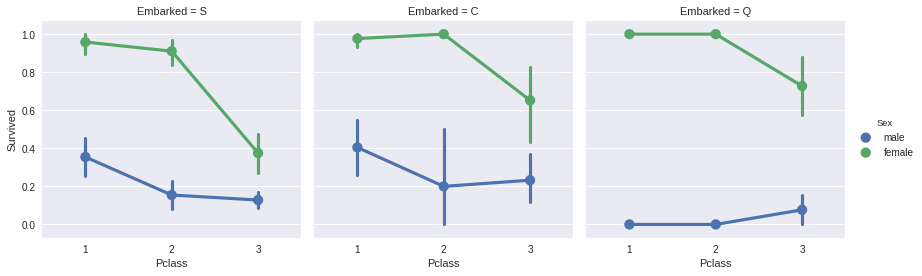 Embarked = S
Embarked = C
Embarked = Q
1.0
0.8
0.6
0.4
0.2
0.0
Survived
1 2 3
1 2 3
1 2 3
Pclass
Pclass
Pclass
Sex
male
female